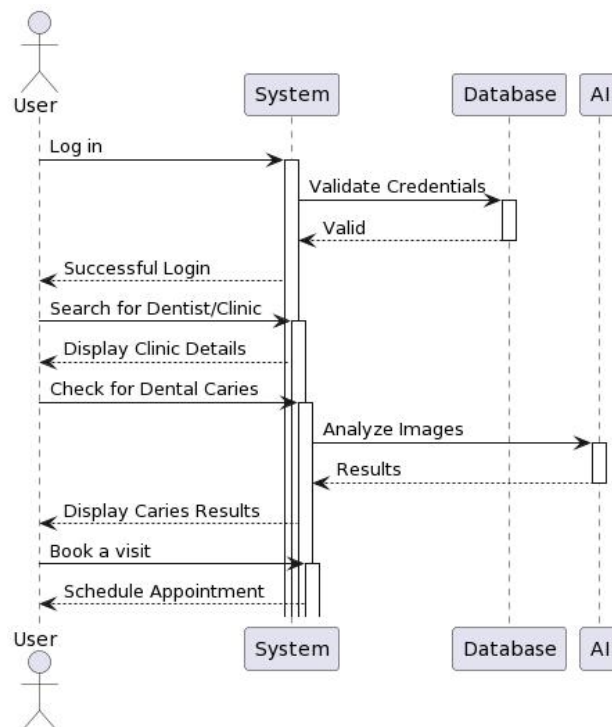 User
System
Database
AI
Log in
Validate Credentials
Valid
Successful Login
Search for Dentist/Clinic
Display Clinic Details
Check for Dental Caries
Analyze Images
Results
Display Caries Results
Book a visit
Schedule Appointment
User
System
Database
AI